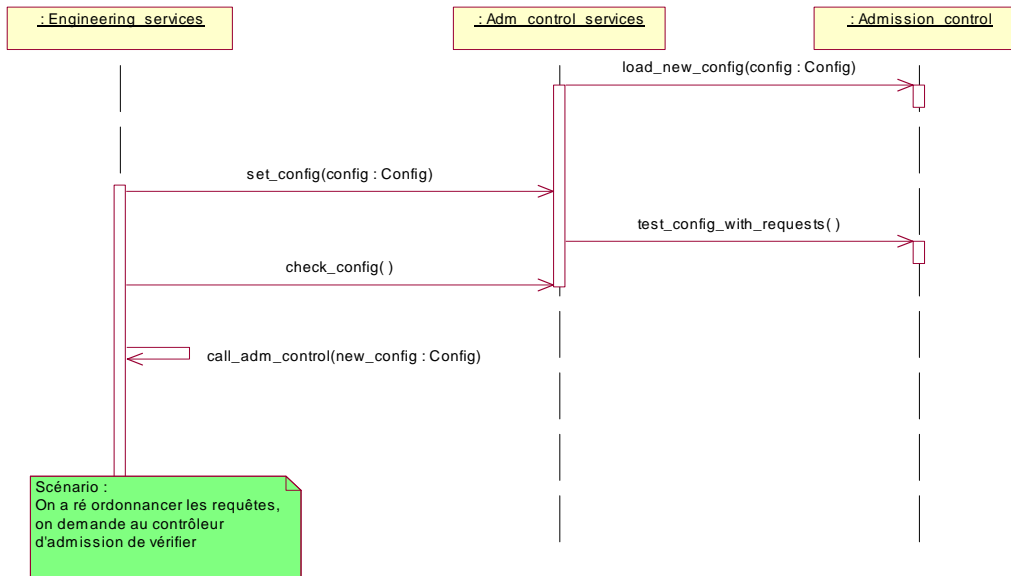 : Engineering_services
: Adm_control_services
: Admission_control
load_new_config(config : Config)
set_config(config : Config)
test_config_with_requests( )
check_config( )
call_adm_control(new_config : Config)
Scénario :
On a ré ordonnancer les requêtes,
on demande au contrôleur
d'admission de vérifier